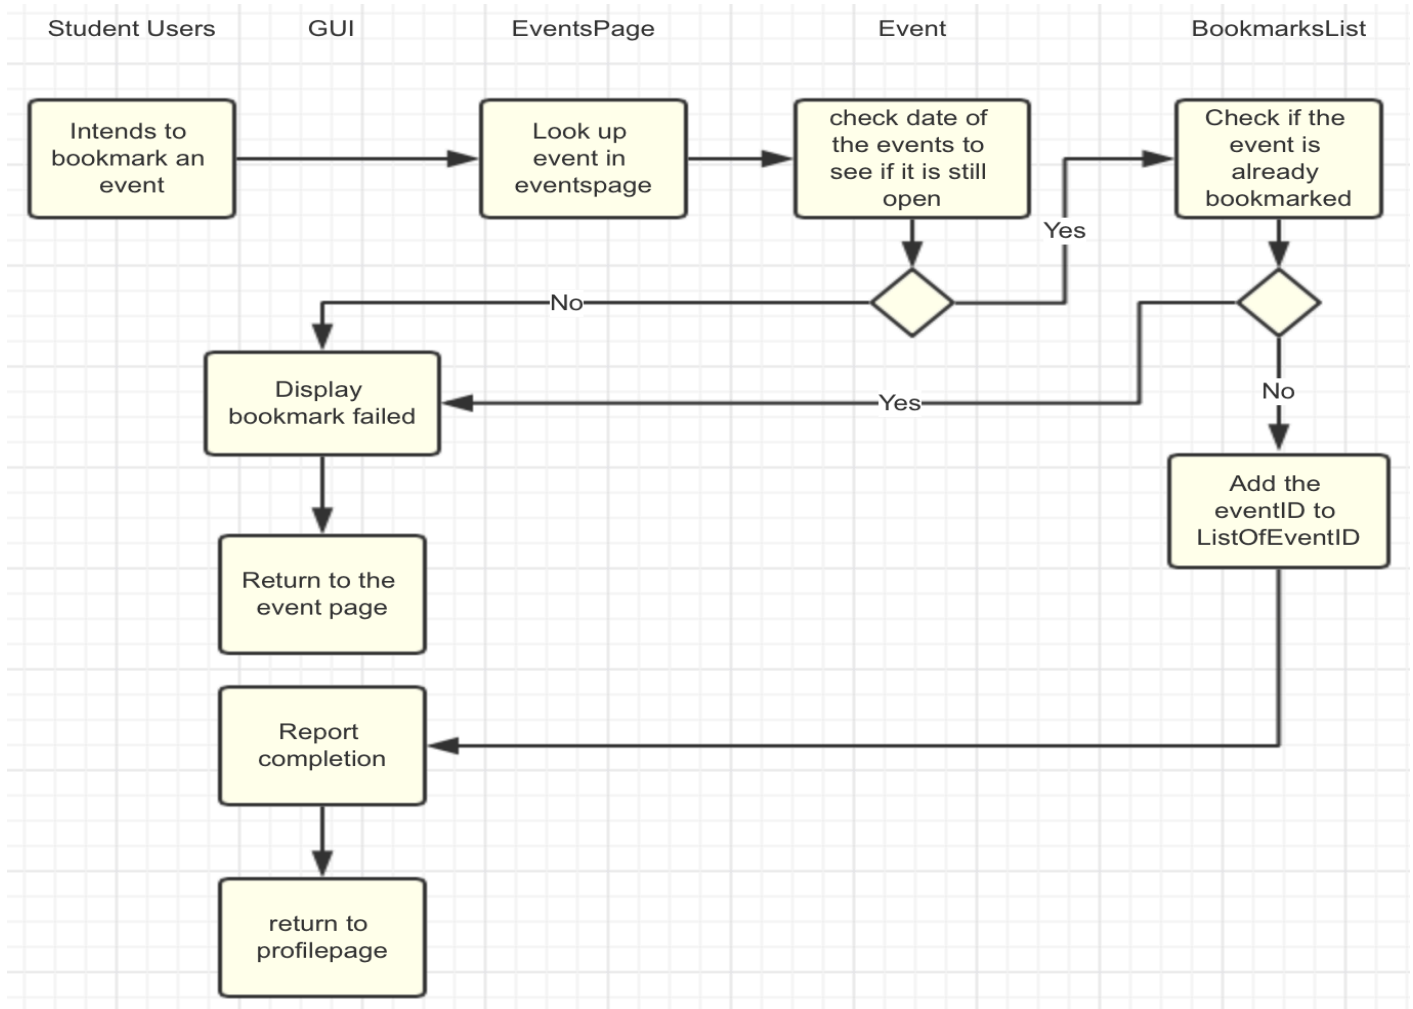 Student Users
GUI
EventsPage
Event
BookmarksList
Intends to
bookmark an
event
Look up
event in
eventspage
check date of
the events to
see if it is still
open
Check if the
event is
already
bookmarked
Yes
No
Display
bookmark failed
Yes
No
Add the
eventID to
ListOfEventID
Return to the
event page
Report
completion
return to
profilepage